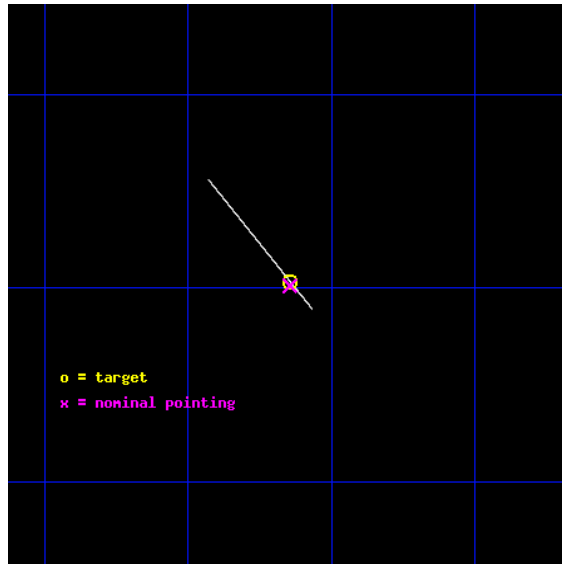 o = target
x = nominal pointing